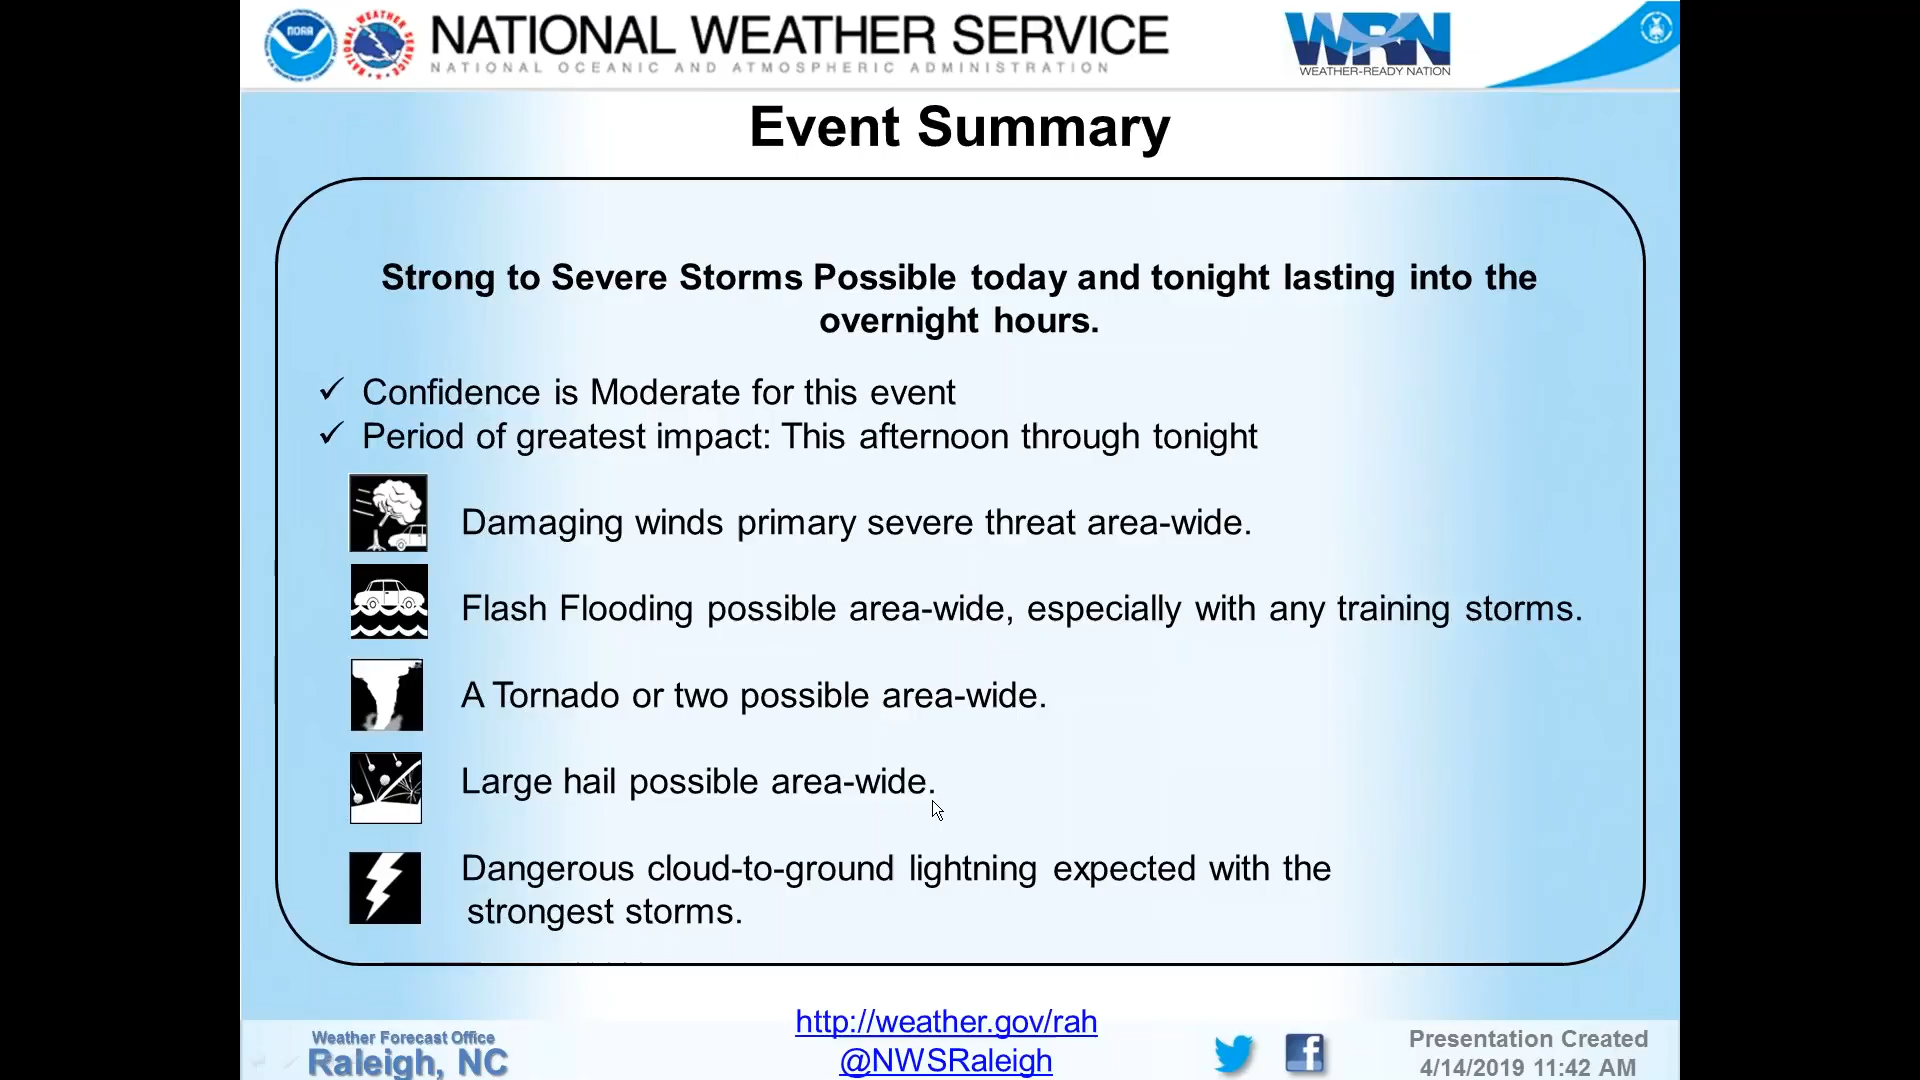 NOAA
NATIONAL WEATHER SERVICE
NATIONAL OCEANIC AND ATMOSPHERIC ADMINISTRATION
WRN
WEATHER-READY NATION
Event Summary
Strong to Severe Storms Possible today and tonight lasting into the
overnight hours.
✓ Confidence is Moderate for this event
✓ Period of greatest impact: This afternoon through tonight
Damaging winds primary severe threat area-wide.
Flash Flooding possible area-wide, especially with any training storms.
A Tornado or two possible area-wide.
Large hail possible area-wide.
Dangerous cloud-to-ground lightning expected with the
strongest storms.
http://weather.gov/rah
@NWSRaleigh
Weather Forecast Office
Raleigh, NC
Presentation Created
4/14/2019 11:42 AM